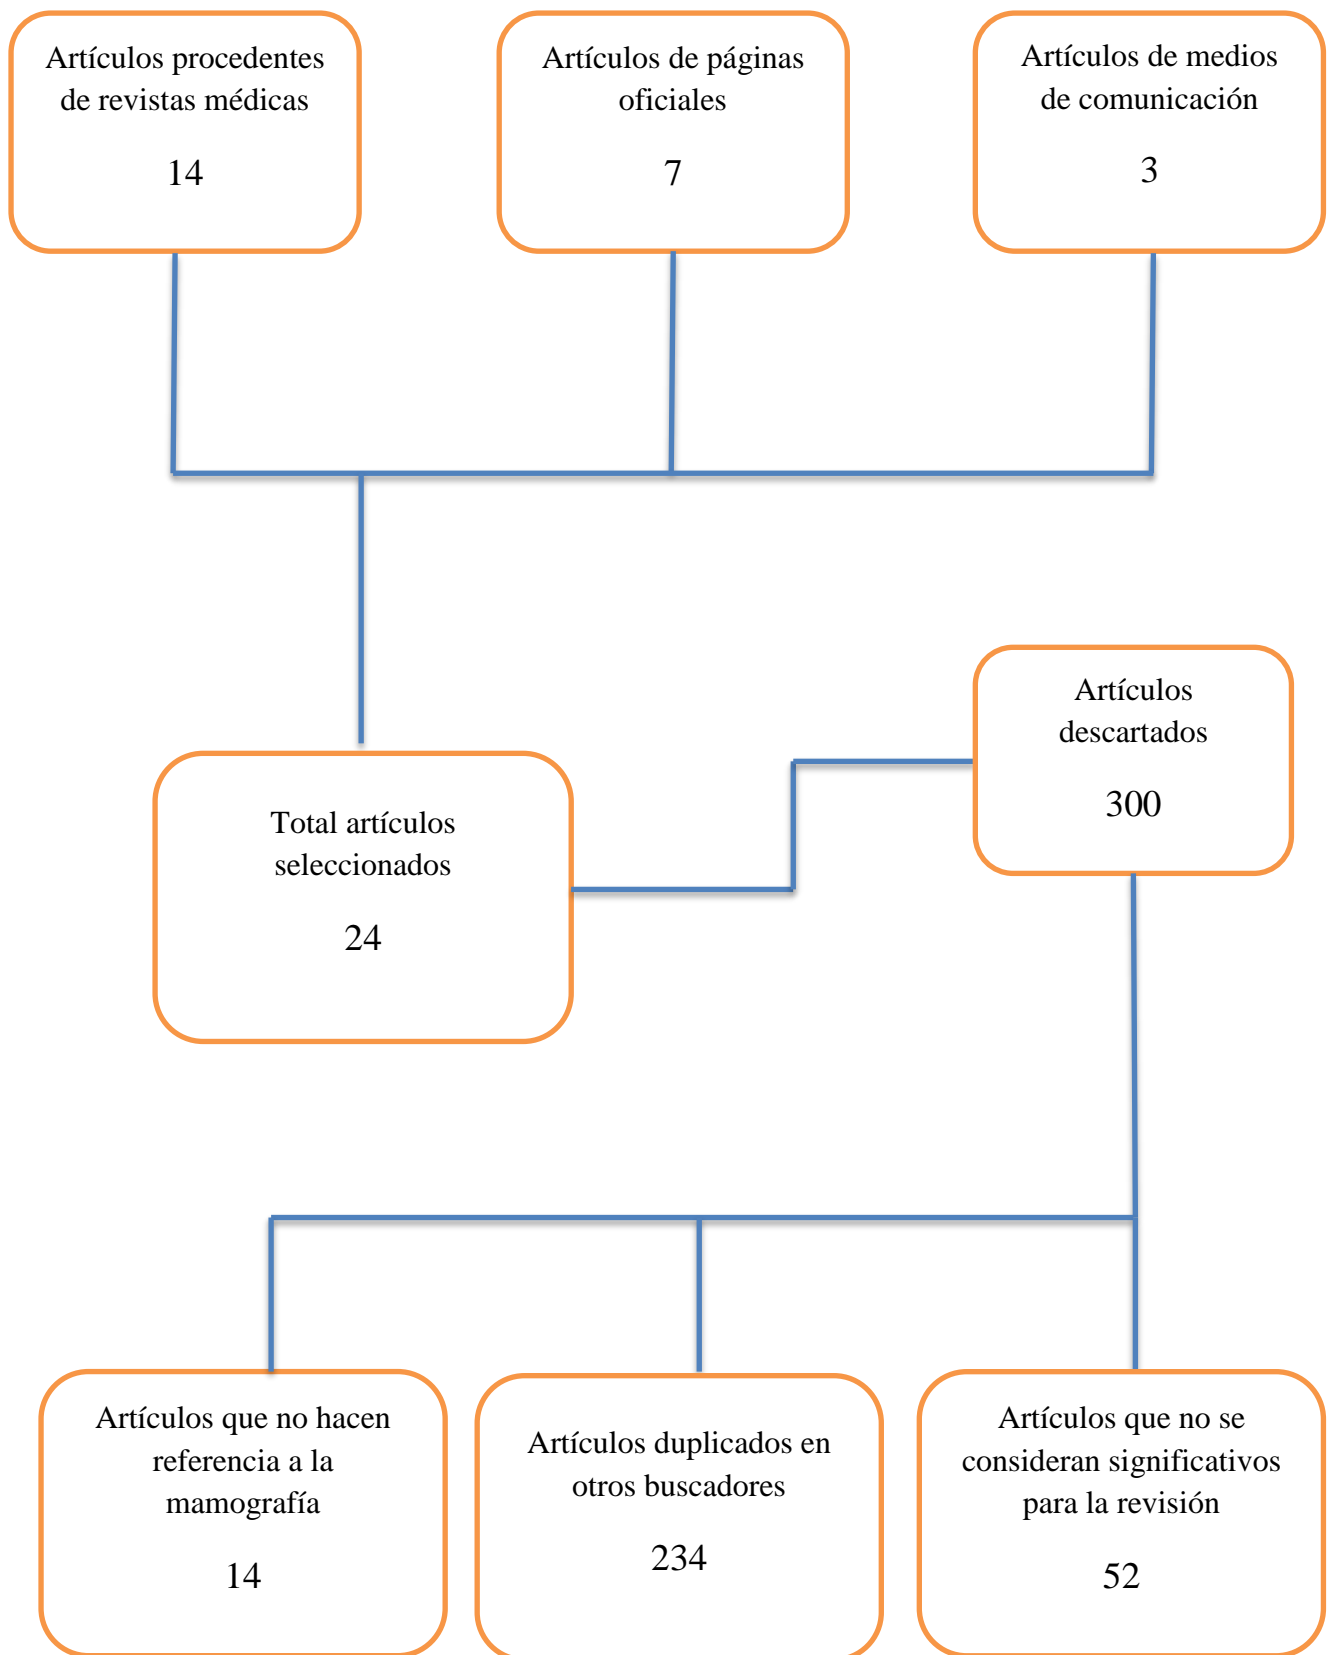 Artículos procedentes
de revistas médicas
14
Artículos de páginas
oficiales
7
Artículos de medios
de comunicación
3
Artículos
descartados
300
Total artículos
seleccionados
24
Artículos que no hacen
referencia a la
mamografía
14
Artículos duplicados en
otros buscadores
234
Artículos que no se
consideran significativos
para la revisión
52